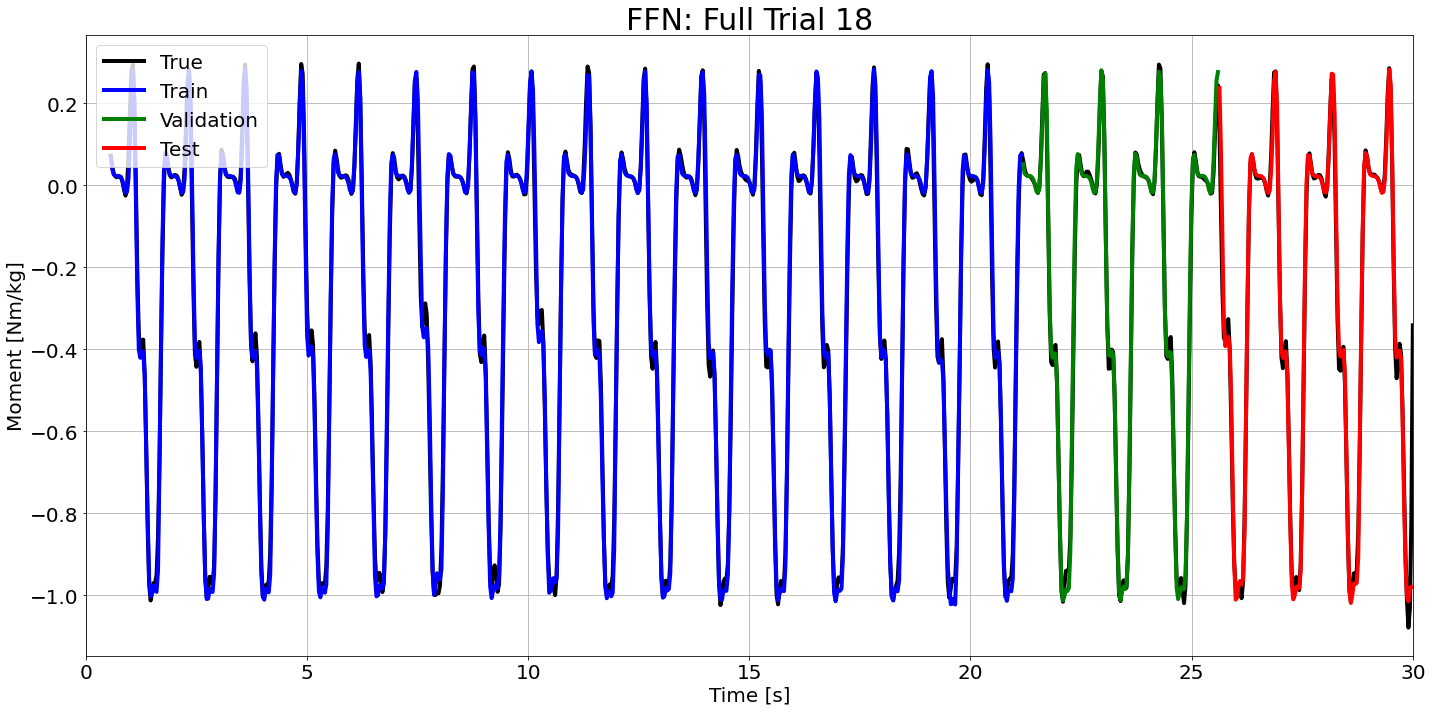 FFN: Full Trial 18
True
Train
Validation
Test
0.2
0.0
−0.2
−0.4
−0.6
−0.8
−1.0
Moment [Nm/kg]
0 5 10 15 20 25 30
Time [s]